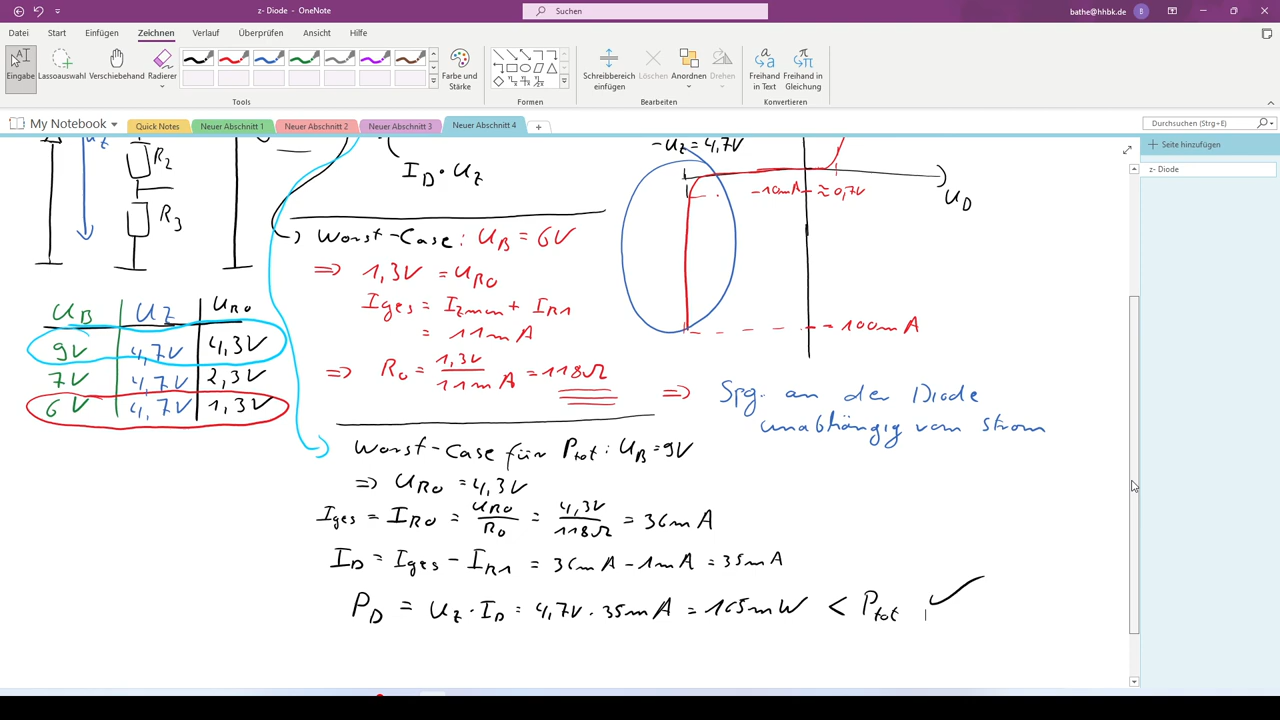 z- Diode - OneNote
Suchen
bathe@hhbk.de
B
Datei Start Einfügen Zeichnen Verlauf Überprüfen Ansicht Hilfe
Eingabe Lassoauswahl Verschiebehand Radierer
Farbe und Stärke
Schreibbereich einfügen
Löschen Anordnen Drehen
Freihand in Text
Freihand in Gleichung
Tools Formen Bearbeiten Konvertieren
My Notebook Quick Notes Neuer Abschnitt 1 Neuer Abschnitt 2 Neuer Abschnitt 3 Neuer Abschnitt 4 +
Durchsuchen (Strg+E)
Seite hinzufügen
z- Diode
uz
R2
R3
ID · Uz
-Uz = 4,7V
-10mA
≈ 0,7V
UD
-100mA
Worst-Case: UB = 6V
=> 1,3V = URO
Iges = Izmin + IR1
= 11mA
=> R0 = 1,3V / 11mA = 118Ω
UB UZ URO
9V 4,7V 4,3V
7V 4,7V 2,3V
6V 4,7V 1,3V
=> Spg. an der Diode
unabhängig vom Strom
Worst-Case für Ptot: UB = 9V
=> URO = 4,3V
Iges = IRO = URO / R0 = 4,3V / 118Ω = 36mA
ID = Iges - IR1 = 36mA - 1mA = 35mA
PD = Uz · ID = 4,7V · 35mA = 165mW < Ptot ✓